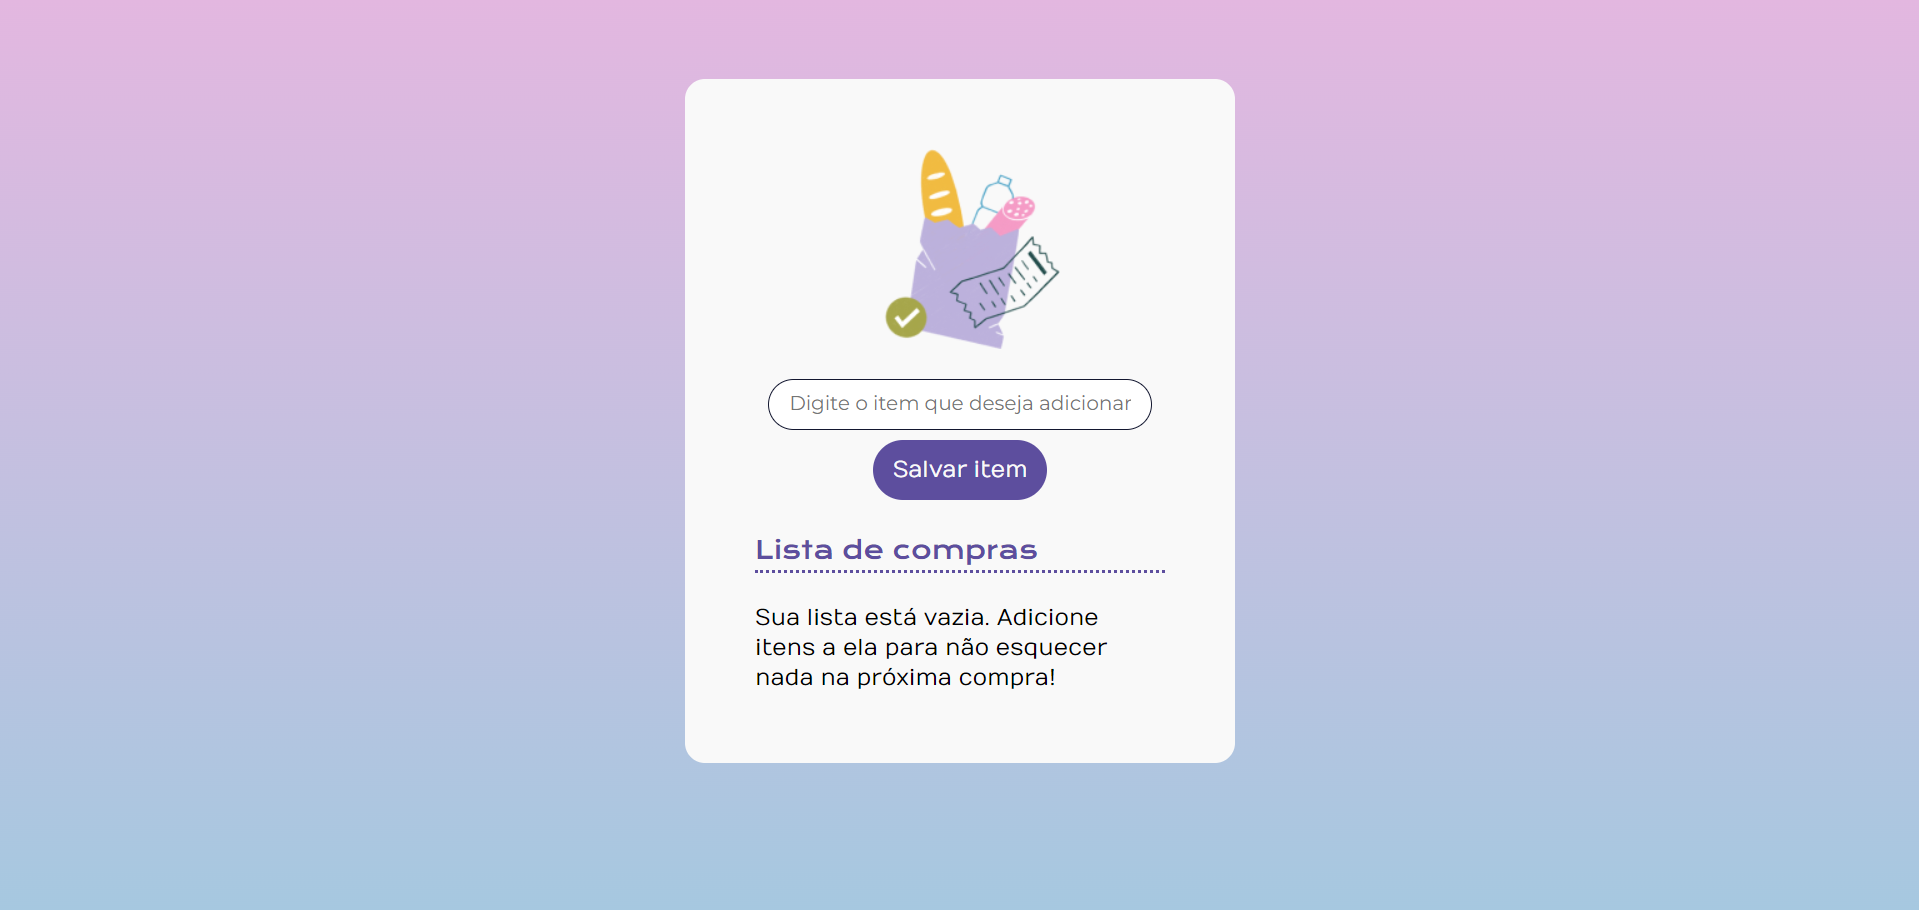 Digite o item que deseja adicionar
Salvar item
Lista de compras
Sua lista está vazia. Adicione
itens a ela para não esquecer
nada na próxima compra!